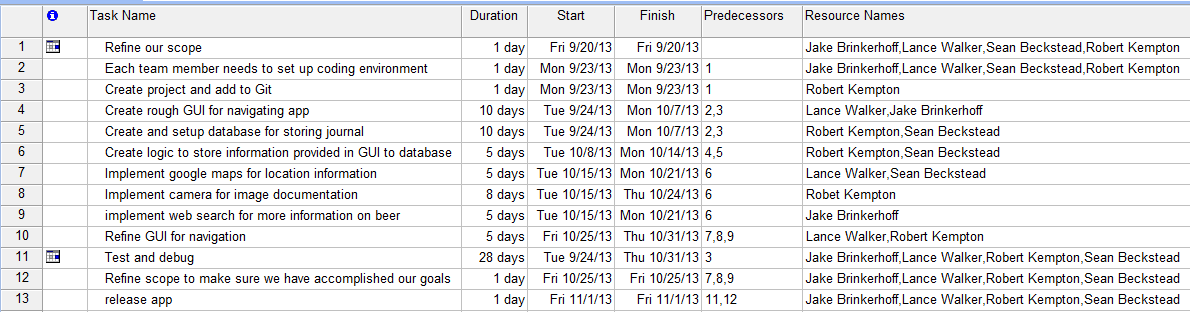 Task Name Duration Start Finish Predecessors Resource Names
1 Refine our scope 1 day Fri 9/20/13 Fri 9/20/13 Jake Brinkerhoff,Lance Walker,Sean Beckstead,Robert Kempton
2 Each team member needs to set up coding environment 1 day Mon 9/23/13 Mon 9/23/13 1 Jake Brinkerhoff,Lance Walker,Sean Beckstead,Robert Kempton
3 Create project and add to Git 1 day Mon 9/23/13 Mon 9/23/13 1 Robert Kempton
4 Create rough GUI for navigating app 10 days Tue 9/24/13 Mon 10/7/13 2,3 Lance Walker,Jake Brinkerhoff
5 Create and setup database for storing journal 10 days Tue 9/24/13 Mon 10/7/13 2,3 Robert Kempton,Sean Beckstead
6 Create logic to store information provided in GUI to database 5 days Tue 10/8/13 Mon 10/14/13 4,5 Robert Kempton,Sean Beckstead
7 Implement google maps for location information 5 days Tue 10/15/13 Mon 10/21/13 6 Lance Walker,Sean Beckstead
8 Implement camera for image documentation 8 days Tue 10/15/13 Thu 10/24/13 6 Robet Kempton
9 implement web search for more information on beer 5 days Tue 10/15/13 Mon 10/21/13 6 Jake Brinkerhoff
10 Refine GUI for navigation 5 days Fri 10/25/13 Thu 10/31/13 7,8,9 Lance Walker,Robert Kempton
11 Test and debug 28 days Tue 9/24/13 Thu 10/31/13 3 Jake Brinkerhoff,Lance Walker,Robert Kempton,Sean Beckstead
12 Refine scope to make sure we have accomplished our goals 1 day Fri 10/25/13 Fri 10/25/13 7,8,9 Jake Brinkerhoff,Lance Walker,Robert Kempton,Sean Beckstead
13 release app 1 day Fri 11/1/13 Fri 11/1/13 11,12 Jake Brinkerhoff,Lance Walker,Robert Kempton,Sean Beckstead